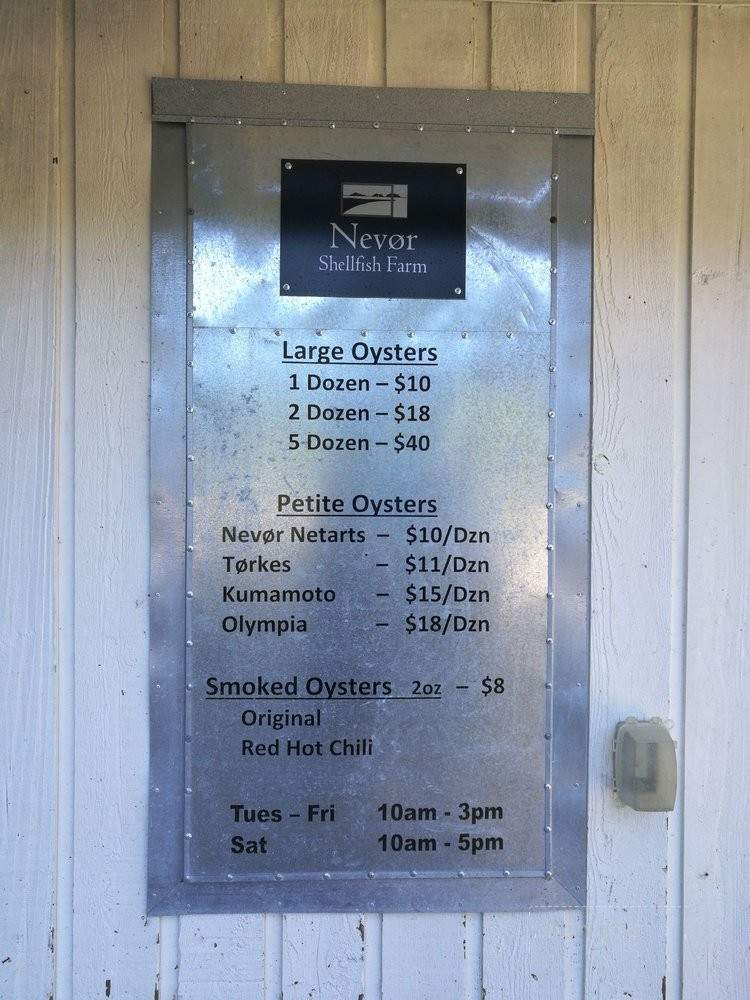 Nevør
Shellfish Farm
Large Oysters
1 Dozen – $10
2 Dozen – $18
5 Dozen – $40
Petite Oysters
Nevør Netarts – $10/Dzn
Tørkes – $11/Dzn
Kumamoto – $15/Dzn
Olympia – $18/Dzn
Smoked Oysters 2oz – $8
Original
Red Hot Chili
Tues – Fri 10am - 3pm
Sat 10am - 5pm